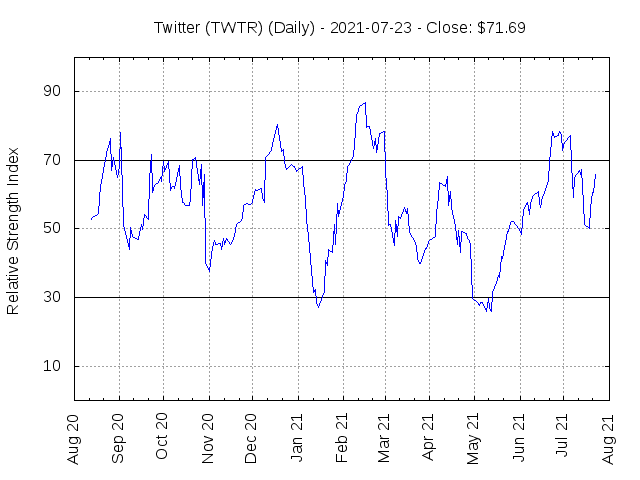 Twitter (TWTR) (Daily) - 2021-07-23 - Close: $71.69
Relative Strength Index
90
70
50
30
10
Aug 20
Sep 20
Oct 20
Nov 20
Dec 20
Jan 21
Feb 21
Mar 21
Apr 21
May 21
Jun 21
Jul 21
Aug 21